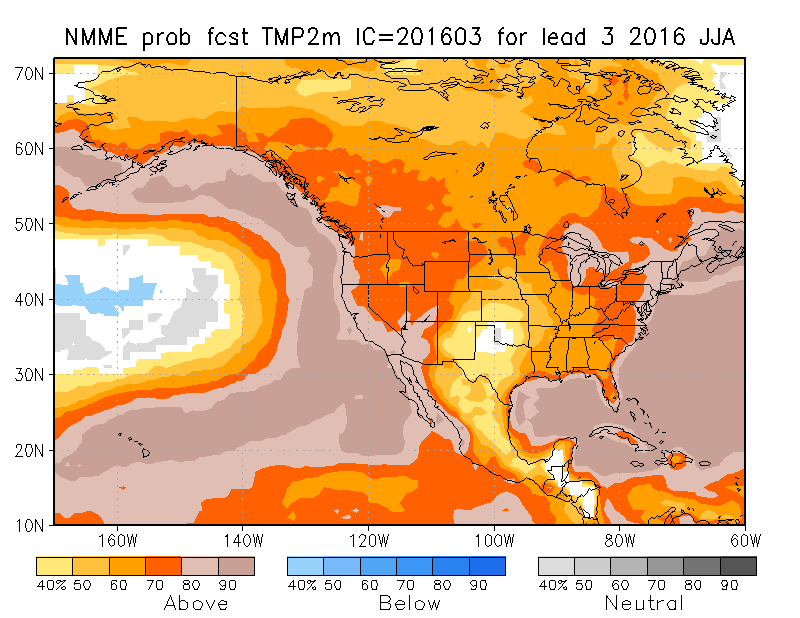 NMME prob fcst TMP2m IC=201603 for lead 3 2016 JJA
70N
60N
50N
40N
30N
20N
10N
160W 140W 120W 100W 80W 60W
40% 50 60 70 80 90 40% 50 60 70 80 90 40% 50 60 70 80 90
Above Below Neutral